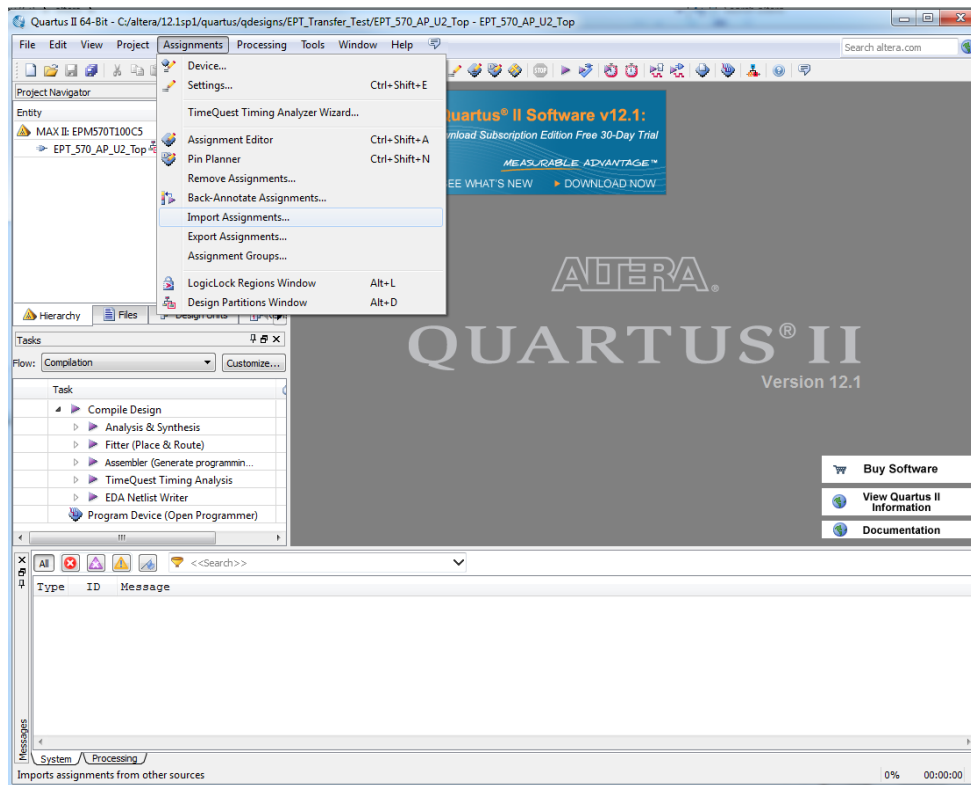 Quartus II 64-Bit - C:/altera/12.1sp1/quartus/qdesigns/EPT_Transfer_Test/EPT_570_AP_U2_Top - EPT_570_AP_U2_Top
File Edit View Project Assignments Processing Tools Window Help
Search altera.com
Device...
Settings... Ctrl+Shift+E
TimeQuest Timing Analyzer Wizard...
Assignment Editor Ctrl+Shift+A
Pin Planner Ctrl+Shift+N
Remove Assignments...
Back-Annotate Assignments...
Import Assignments...
Export Assignments...
Assignment Groups...
LogicLock Regions Window Alt+L
Design Partitions Window Alt+D
Project Navigator
Entity
MAX II: EPM570T100C5
EPT_570_AP_U2_Top
Hierarchy Files Design Units
uartus® II Software v12.1:
nload Subscription Edition Free 30-Day Trial
MEASURABLE ADVANTAGE™
EE WHAT'S NEW DOWNLOAD NOW
ALTERA®
QUARTUS® II
Version 12.1
Tasks
Flow: Compilation Customize...
Task
Compile Design
Analysis & Synthesis
Fitter (Place & Route)
Assembler (Generate programmin...
TimeQuest Timing Analysis
EDA Netlist Writer
Program Device (Open Programmer)
Buy Software
View Quartus II
Information
Documentation
All <<Search>>
Type ID Message
Messages
System Processing
Imports assignments from other sources
0% 00:00:00